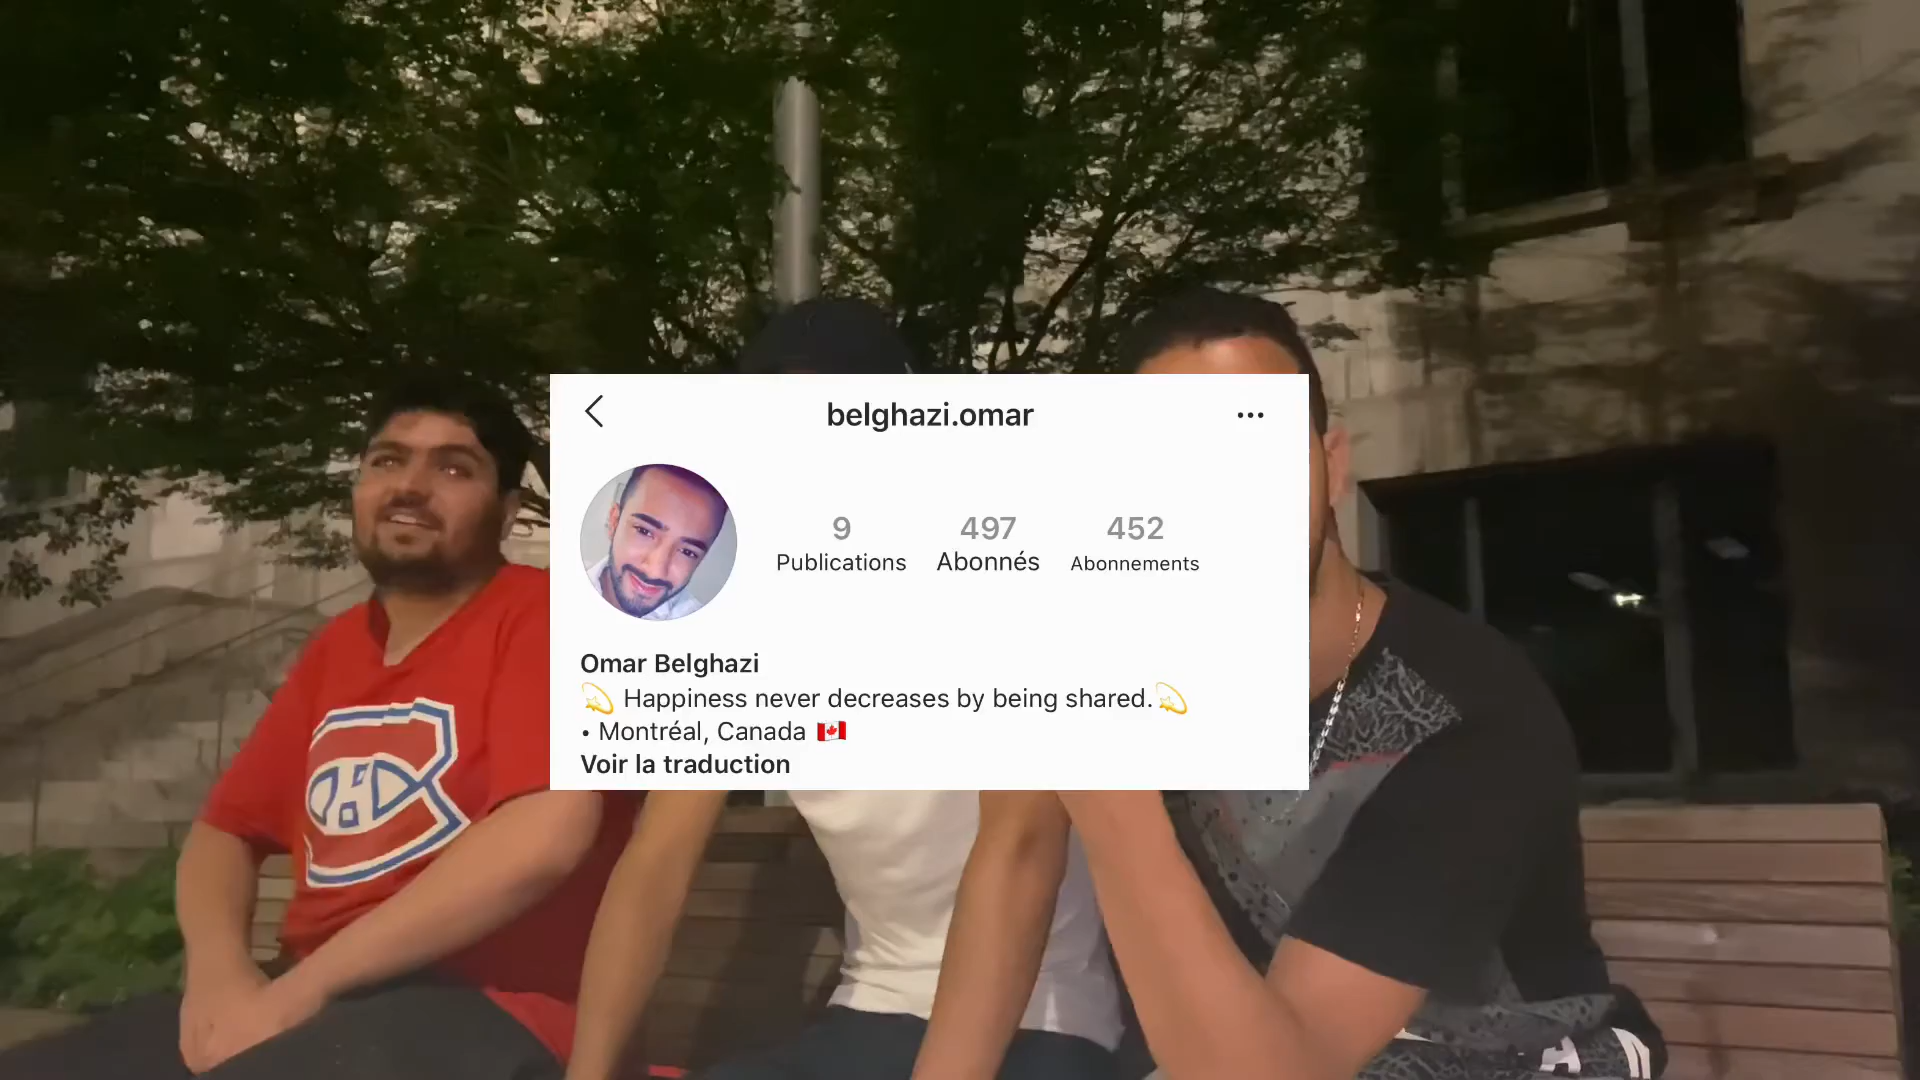 belghazi.omar
9 497 452
Publications Abonnés Abonnements
Omar Belghazi
💫 Happiness never decreases by being shared.💫
• Montréal, Canada 🇨🇦
Voir la traduction